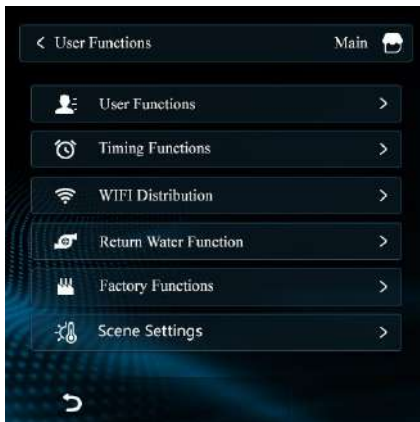 < User Functions Main
User Functions >
Timing Functions >
WIFI Distribution >
Return Water Function >
Factory Functions >
Scene Settings >